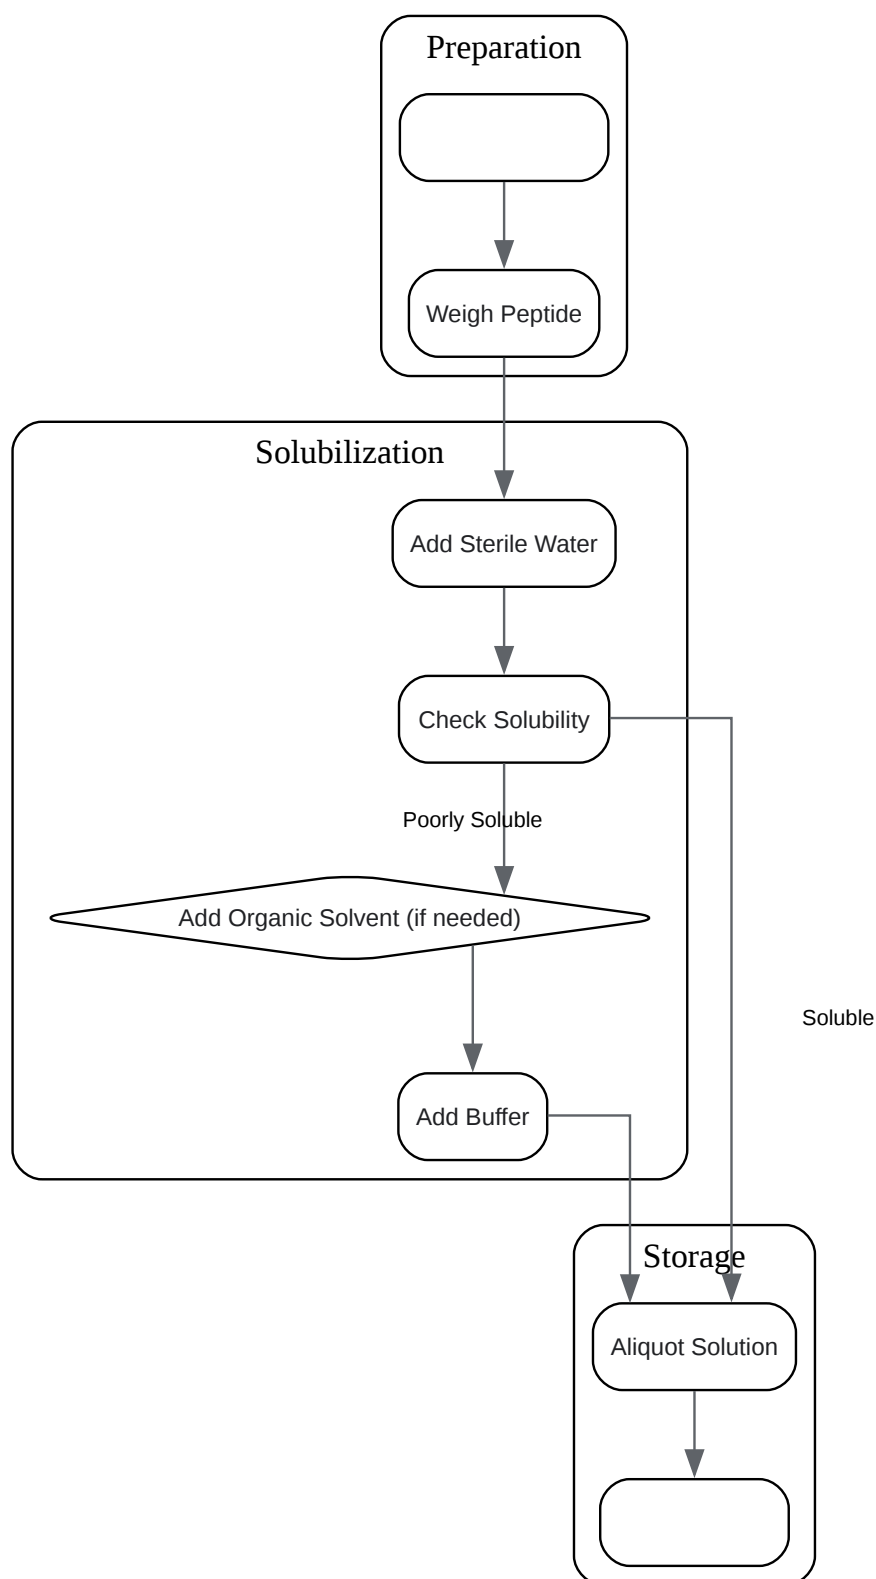 Preparation
Weigh Peptide
Solubilization
Add Sterile Water
Check Solubility
Poorly Soluble
Add Organic Solvent (if needed)
Soluble
Add Buffer
Storage
Aliquot Solution